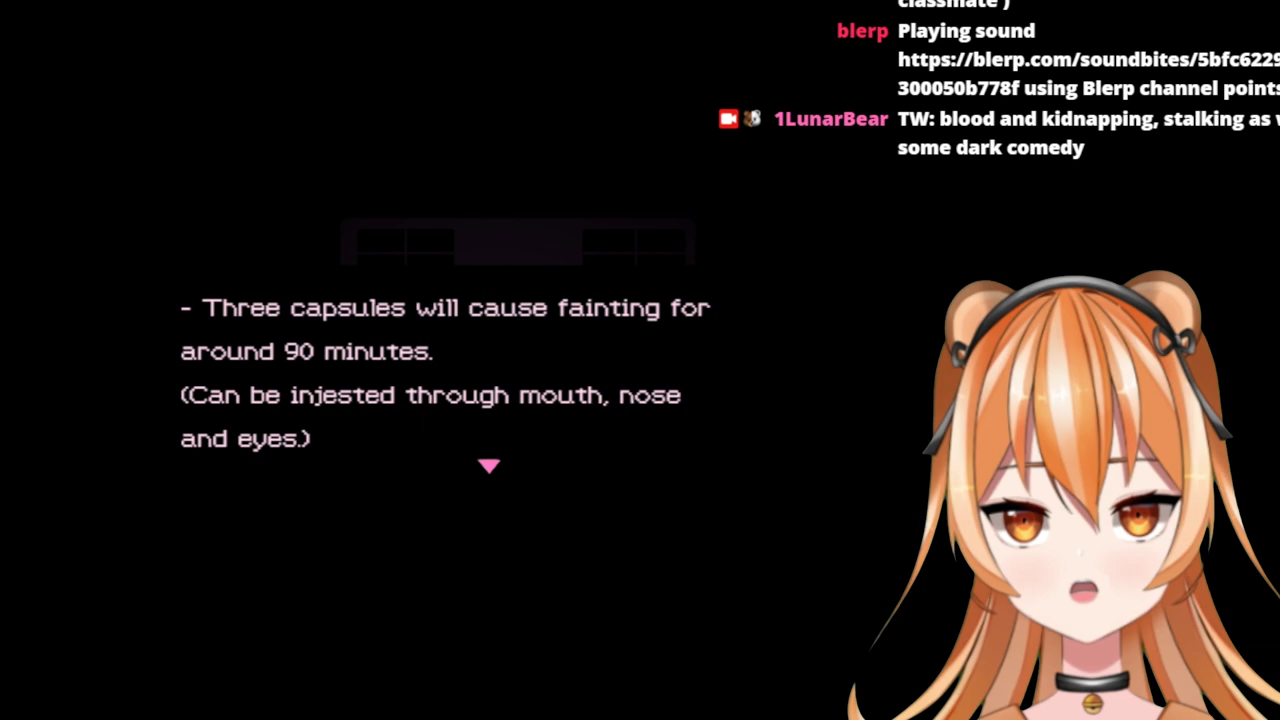 classmate )
blerp Playing sound
https://blerp.com/soundbites/5bfc6229
300050b778f using Blerp channel points
1LunarBear TW: blood and kidnapping, stalking as
some dark comedy
- Three capsules will cause fainting for
around 90 minutes.
(Can be injested through mouth, nose
and eyes.)